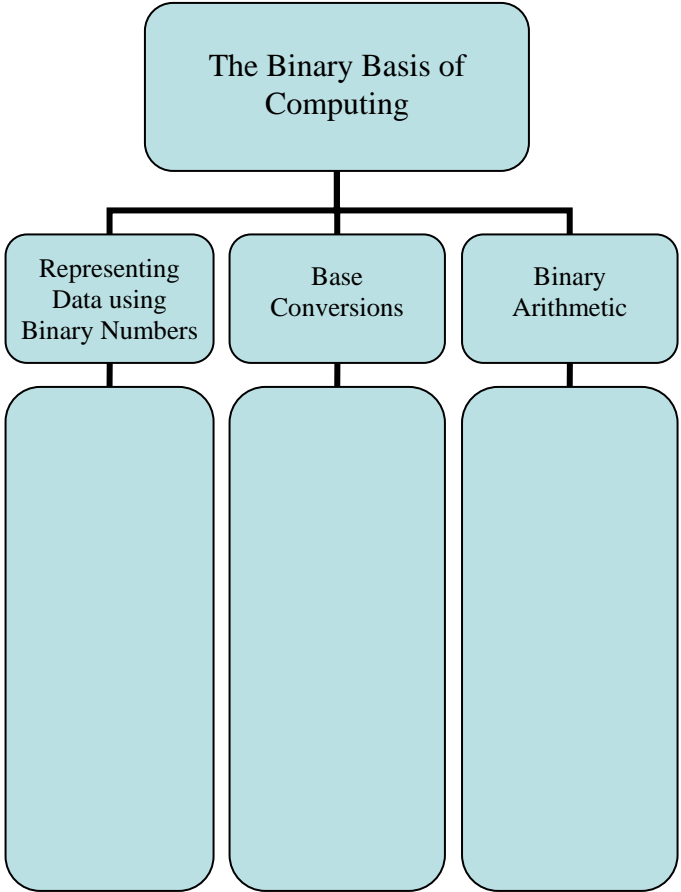 The Binary Basis of
Computing
Representing
Data using
Binary Numbers
Base
Conversions
Binary
Arithmetic